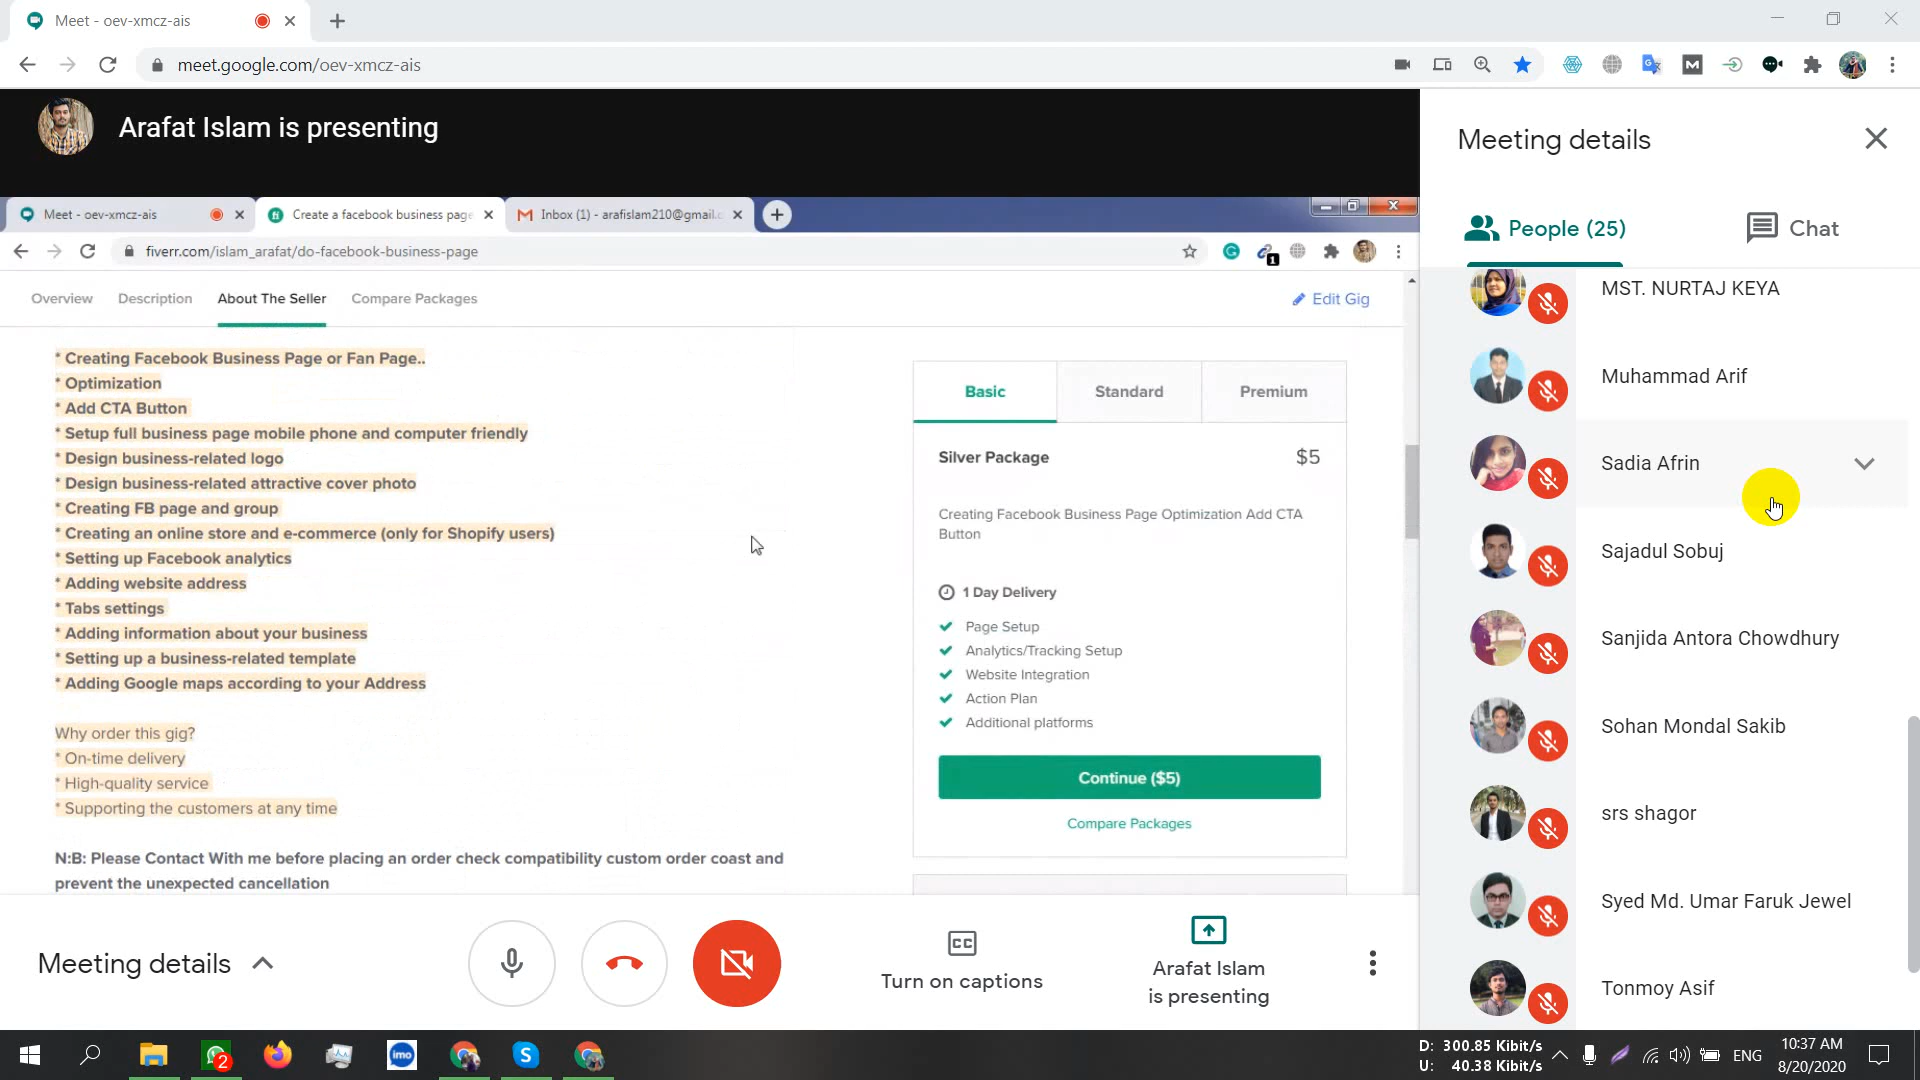 Meet - oev-xmcz-ais
meet.google.com/oev-xmcz-ais
Arafat Islam is presenting
Meet - oev-xmcz-ais
Create a facebook business page
Inbox (1) - arafislam210@gmail.c
fiverr.com/islam_arafat/do-facebook-business-page
1
Overview
Description
About The Seller
Compare Packages
Edit Gig
* Creating Facebook Business Page or Fan Page..
* Optimization
* Add CTA Button
* Setup full business page mobile phone and computer friendly
* Design business-related logo
* Design business-related attractive cover photo
* Creating FB page and group
* Creating an online store and e-commerce (only for Shopify users)
* Setting up Facebook analytics
* Adding website address
* Tabs settings
* Adding information about your business
* Setting up a business-related template
* Adding Google maps according to your Address
Why order this gig?
* On-time delivery
* High-quality service
* Supporting the customers at any time
N:B: Please Contact With me before placing an order check compatibility custom order coast and
prevent the unexpected cancellation
Basic
Standard
Premium
Silver Package
$5
Creating Facebook Business Page Optimization Add CTA
Button
1 Day Delivery
Page Setup
Analytics/Tracking Setup
Website Integration
Action Plan
Additional platforms
Continue ($5)
Compare Packages
Meeting details
People (25)
Chat
MST. NURTAJ KEYA
Muhammad Arif
Sadia Afrin
Sajadul Sobuj
Sanjida Antora Chowdhury
Sohan Mondal Sakib
srs shagor
Syed Md. Umar Faruk Jewel
Tonmoy Asif
Meeting details
CC
Turn on captions
Arafat Islam
is presenting
2
imo
S
D: 300.85 Kibit/s
U: 40.38 Kibit/s
ENG
10:37 AM
8/20/2020